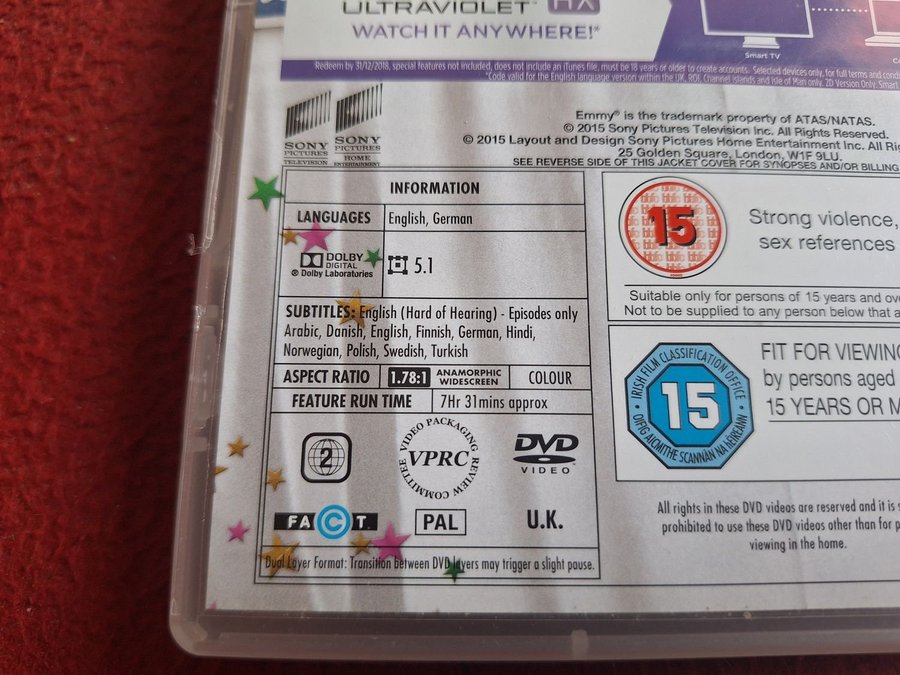 ULTRAVIOLET
WATCH IT ANYWHERE!*
Smart TV
Redeem by 31/12/2018, special features not included, does not include an iTunes file, must be 18 years or older to create accounts. Selected devices only, for full terms and
*Code valid for the English language version within the UK, ROI, Channel Islands and Isle of Man only. 2D Version Only. Smart
SONY
PICTURES
TELEVISION
SONY
PICTURES
HOME
ENTERTAINMENT
Emmy® is the trademark property of ATAS/NATAS.
© 2015 Sony Pictures Television Inc. All Rights Reserved.
© 2015 Layout and Design Sony Pictures Home Entertainment Inc. All
25 Golden Square, London, W1F 9LU.
SEE REVERSE SIDE OF THIS JACKET COVER FOR SYNOPSES AND/OR BILLING
INFORMATION
LANGUAGES
English, German
DOLBY
DIGITAL
® Dolby Laboratories
5.1
SUBTITLES: English (Hard of Hearing) - Episodes only
Arabic, Danish, English, Finnish, German, Hindi,
Norwegian, Polish, Swedish, Turkish
ASPECT RATIO
1.78:1
ANAMORPHIC
WIDESCREEN
COLOUR
FEATURE RUN TIME
7Hr 31mins approx
2
VIDEO PACKAGING REVIEW COMMITTEE
VPRC
DVD
VIDEO
FACT.
PAL
U.K.
Dual Layer Format: Transition between DVD layers may trigger a slight pause.
15
Strong violence,
sex references
Suitable only for persons of 15 years and
Not to be supplied to any person below that
IRISH FILM CLASSIFICATION OFFICE
15
OIFIG AICMITHE SCANNÁN NA hÉIREANN
FIT FOR VIEWING
by persons aged
15 YEARS OR
All rights in these DVD videos are reserved and it is
prohibited to use these DVD videos other than for
viewing in the home.